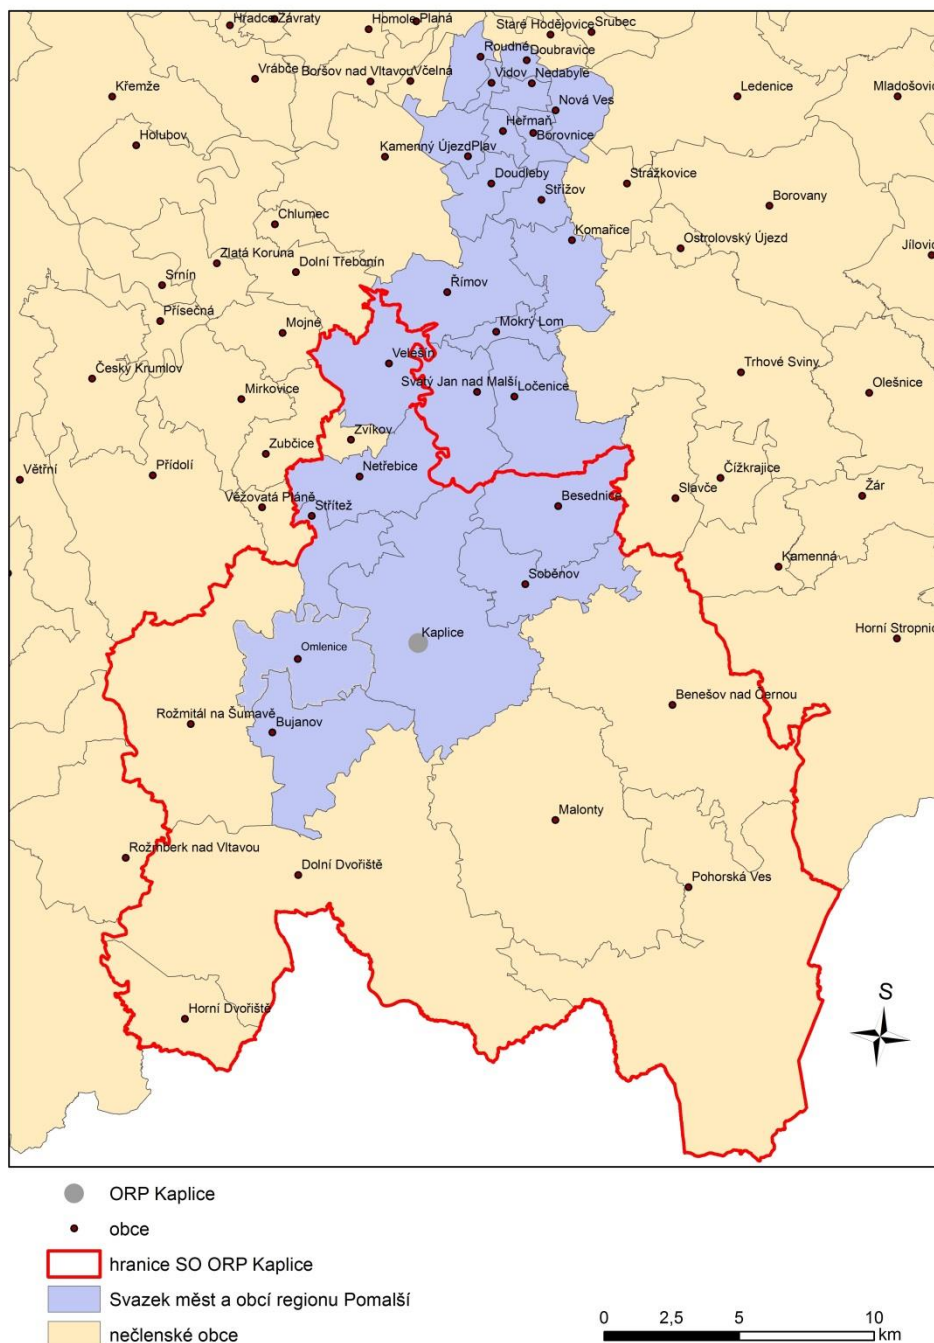 Hradce
Závraty
Homole
Planá
Staré Hodějovice
Srubec
Roudné
Doubravice
Vrábče
Boršov nad Vltavou
Včelná
Vidov
Nedabyle
Křemže
Ledenice
Mladošovic
Nová Ves
Heřmaň
Borovnice
Holubov
Kamenný Újezd
Plav
Doudleby
Strážkovice
Střížov
Borovany
Chlumec
Komařice
Ostrolovský Újezd
Jílovic
Zlatá Koruna
Dolní Třebonín
Srnín
Římov
Přísečná
Mojné
Mokrý Lom
Velešín
Trhové Sviny
Český Krumlov
Svatý Jan nad Malší
Ločenice
Olešnice
Mirkovice
Zvíkov
Zubčice
Větřní
Přídolí
Netřebice
Čížkrajice
Žár
Besednice
Slavče
Věžovatá Pláně
Střítež
Kamenná
Soběnov
Kaplice
Horní Stropnic
Omlenice
Benešov nad Černou
Rožmitál na Šumavě
Bujanov
Malonty
Rožmberk nad Vltavou
Dolní Dvořiště
Pohorská Ves
Horní Dvořiště
S
ORP Kaplice
obce
hranice SO ORP Kaplice
Svazek měst a obcí regionu Pomalší
nečlenské obce
0 2,5 5 10
km